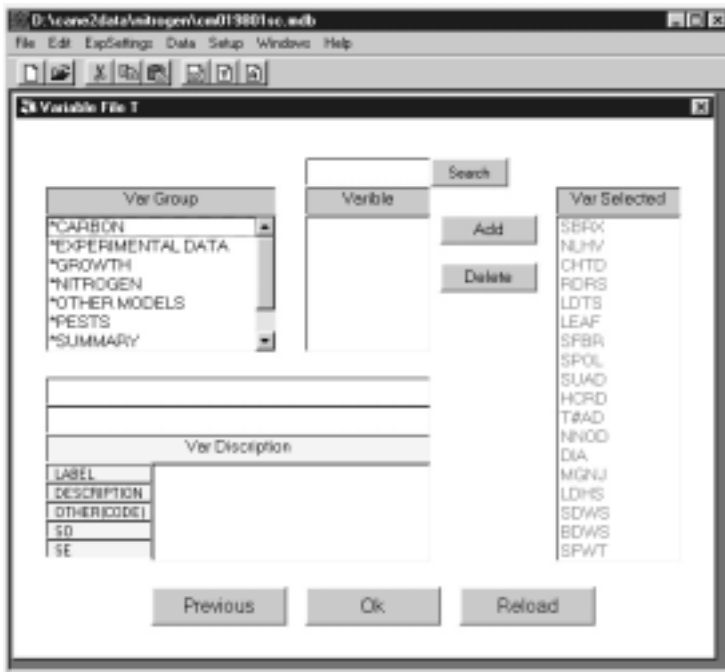 D:\cane2data\nitrogen\cm019801sc.mdb
File Edit ExpSettings Data Setup Windows Help
Variable File T
Search
Var Group
Varible
Var Selected
*CARBON
*EXPERIMENTAL DATA
*GROWTH
*NITROGEN
*OTHER MODELS
*PESTS
*SUMMARY
Add
Delete
SBRX
NLHV
CHTD
RDRS
LDTS
LEAF
SFBR
SPOL
SUAD
HCRD
T#AD
NNOD
DIA
MGNJ
LDHS
SDWS
BDWS
SFWT
Var Discription
LABEL
DESCRIPTION
OTHER(CODE)
SD
SE
Previous
Ok
Reload